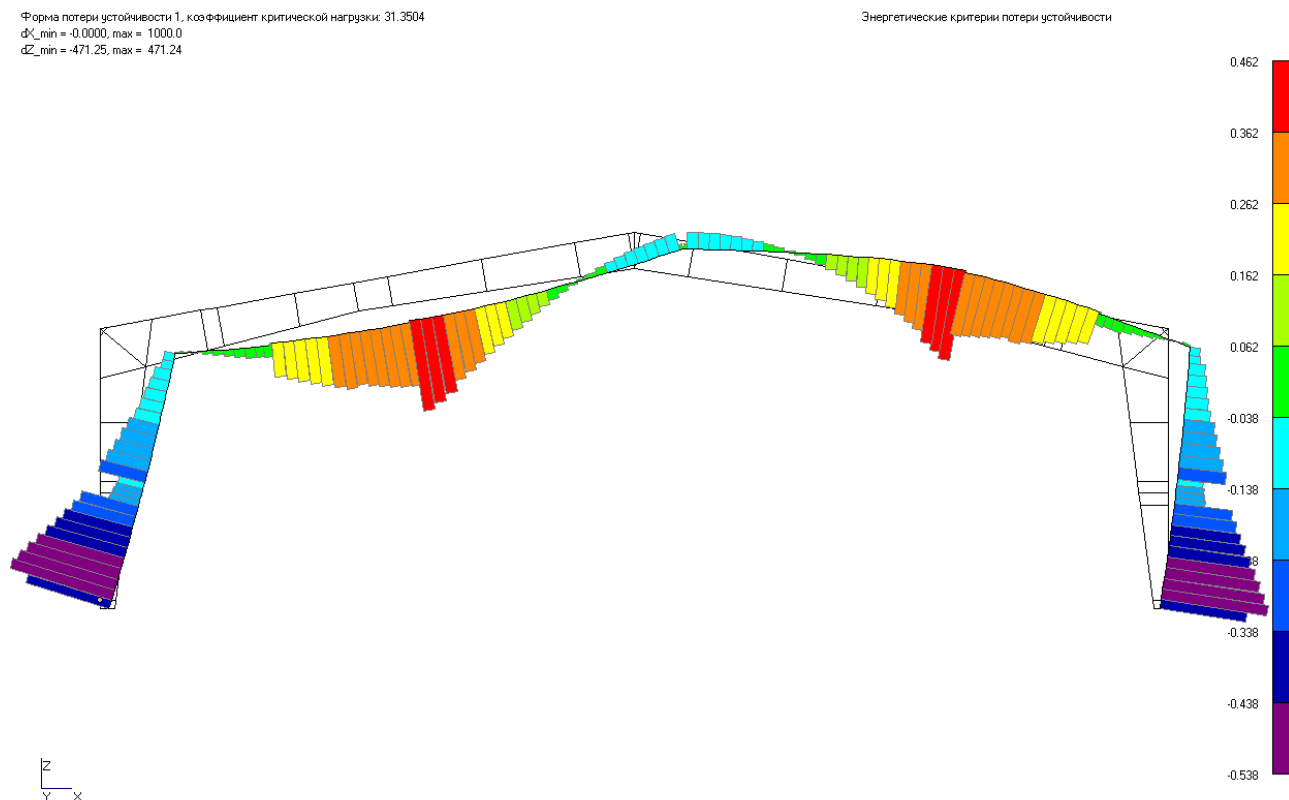 Форма потери устойчивости 1, коэффициент критической нагрузки: 31.3504
dX_min = -0.0000, max = 1000.0
dZ_min = -471.25, max = 471.24
Энергетические критерии потери устойчивости
0.462
0.362
0.262
0.162
0.062
-0.038
-0.138
8
-0.338
-0.438
-0.538
Z
Y X